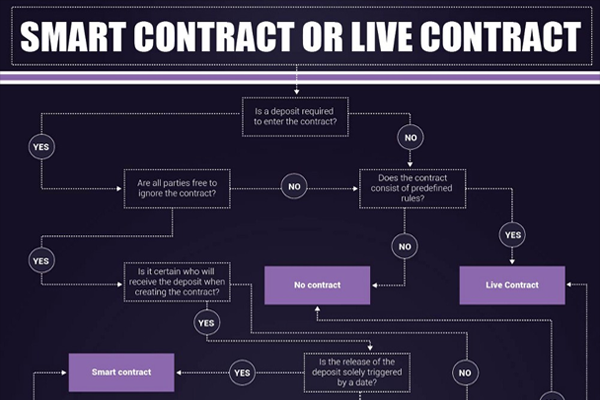 SMART CONTRACT OR LIVE CONTRACT
Is a deposit required
to enter the contract?
YES
NO
Are all parties free to
ignore the contract?
NO
Does the contract
consist of predefined
rules?
YES
NO
YES
Is it certain who will
receive the deposit when
creating the contract?
No contract
Live Contract
YES
Smart contract
YES
Is the release of the
deposit solely triggered
by a date?
NO